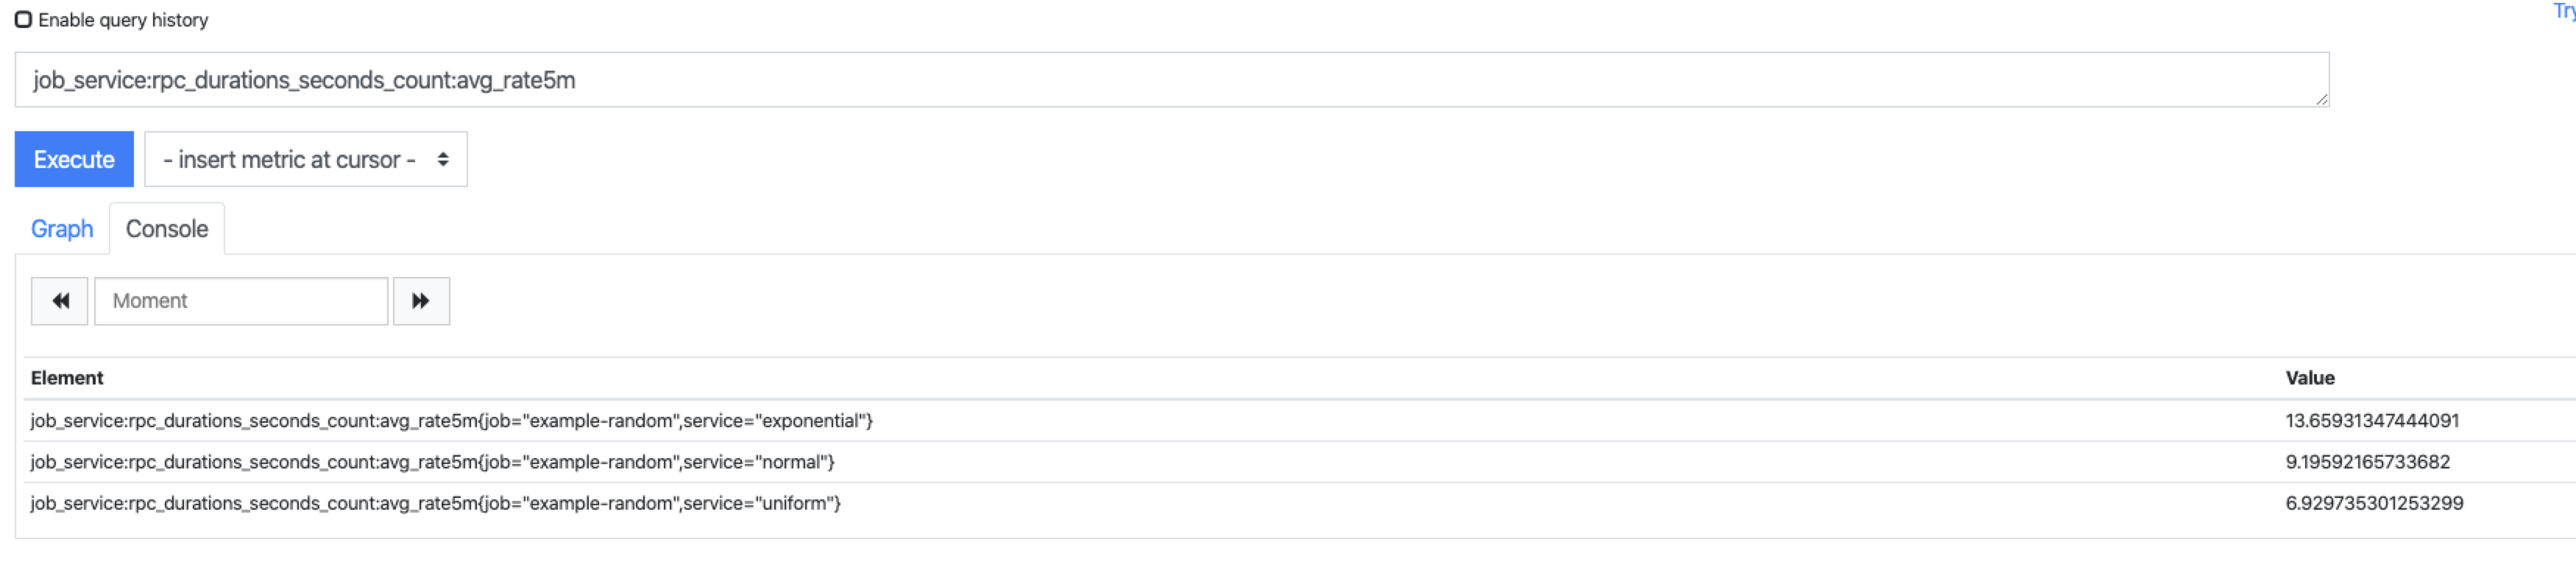 Enable query history
Try
job_service:rpc_durations_seconds_count:avg_rate5m
Execute
- insert metric at cursor -
Graph
Console
Moment
Element Value
job_service:rpc_durations_seconds_count:avg_rate5m{job="example-random",service="exponential"} 13.65931347444091
job_service:rpc_durations_seconds_count:avg_rate5m{job="example-random",service="normal"} 9.19592165733682
job_service:rpc_durations_seconds_count:avg_rate5m{job="example-random",service="uniform"} 6.929735301253299